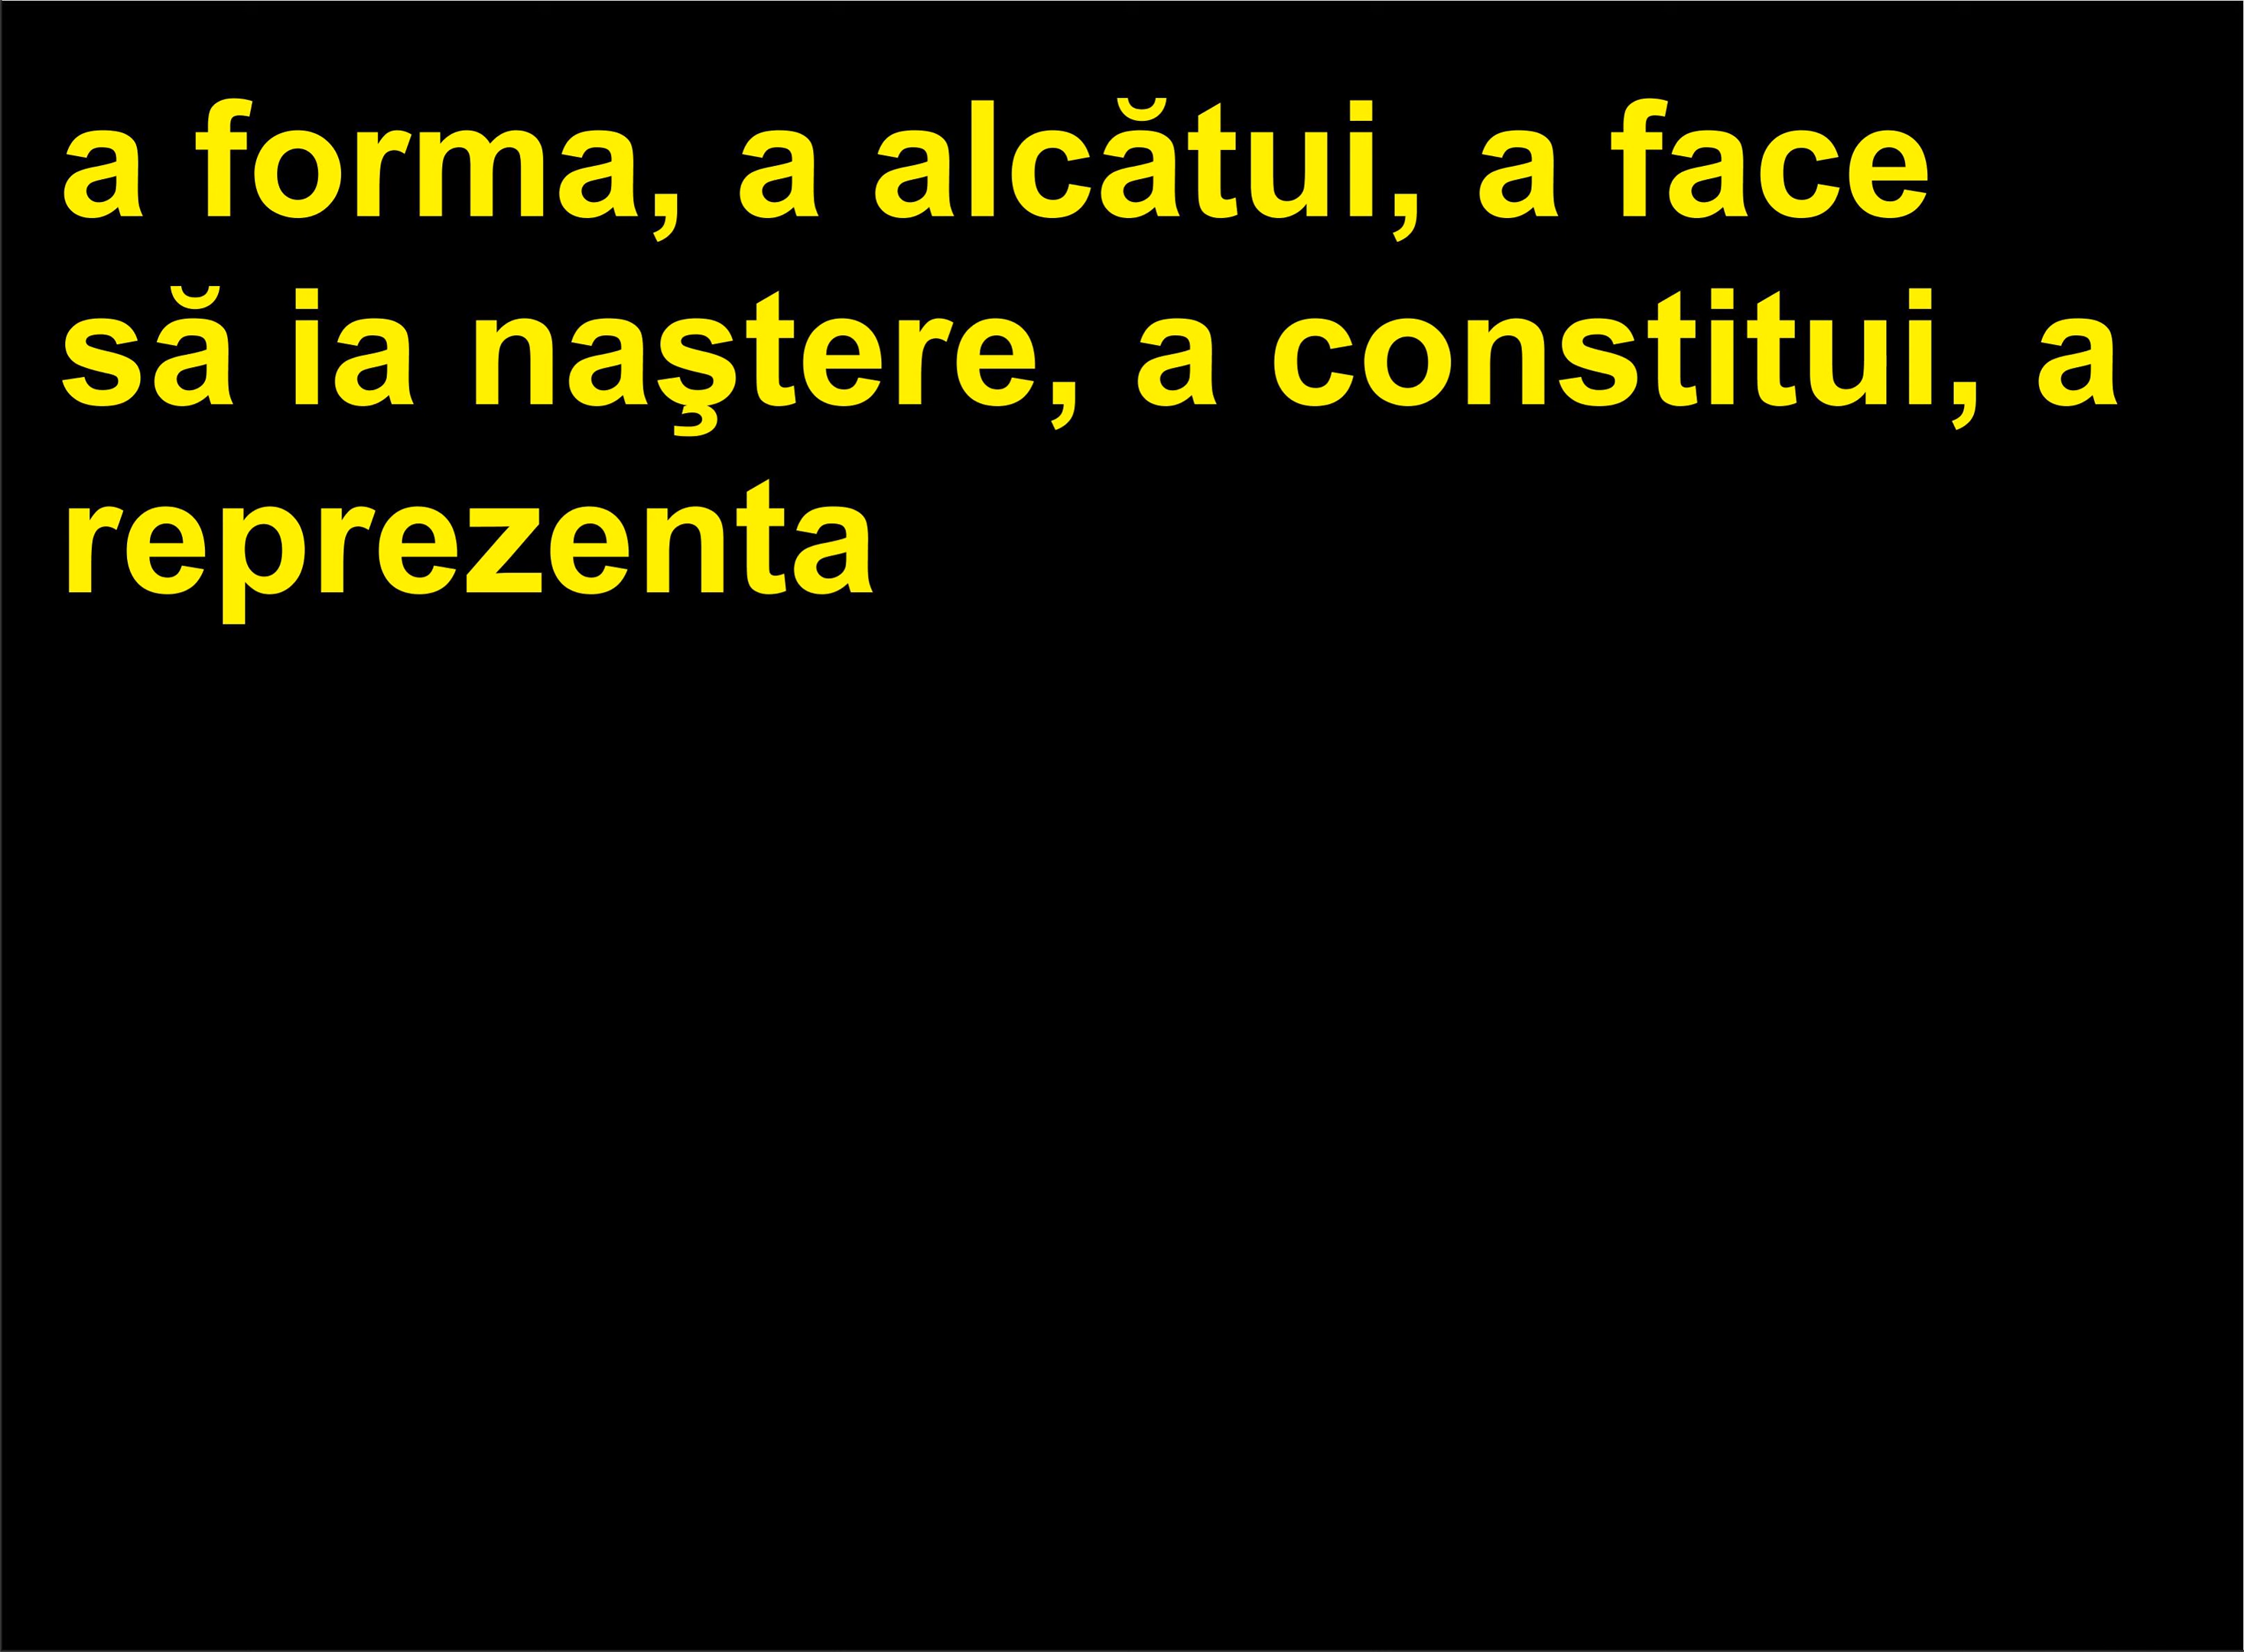 a forma, a alcătui, a face
să ia naştere, a constitui, a
reprezenta